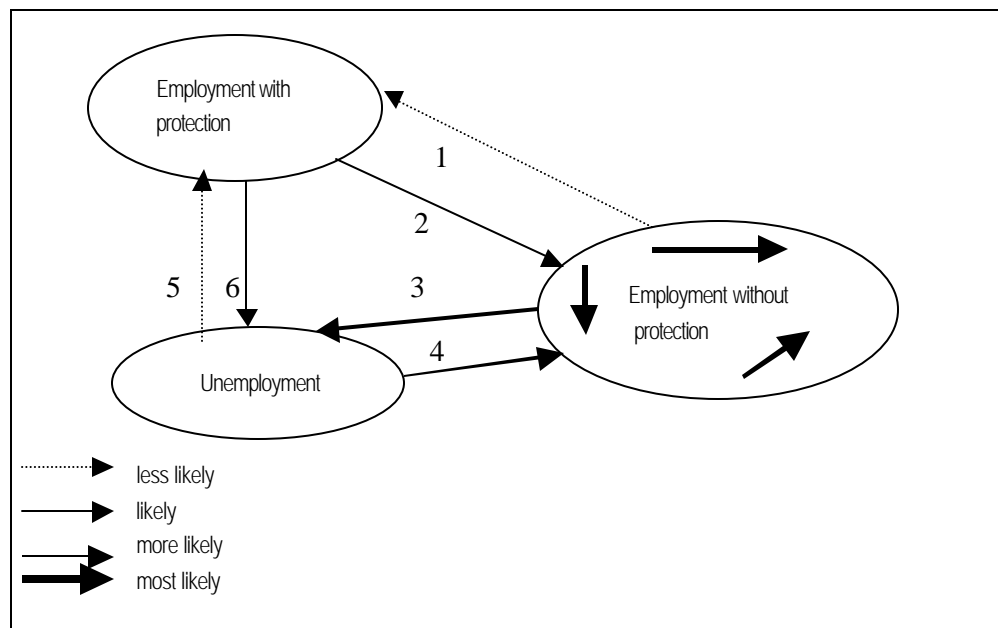 Employment with
protection
1
2
Employment without
protection
3
5
6
4
Unemployment
less likely
likely
more likely
most likely